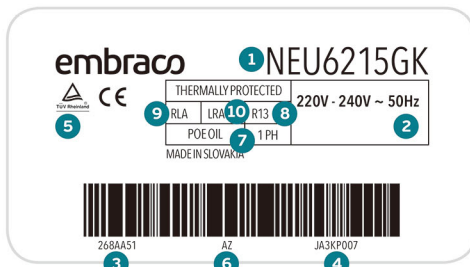 embraco
1 NEU6215GK
TÜV Rheinland
CE
5
THERMALLY PROTECTED
9 RLA LRA 10 R13 8
POE OIL 7 1 PH
220V - 240V ~ 50Hz
2
MADE IN SLOVAKIA
268AA51 AZ JA3KP007
3 6 4